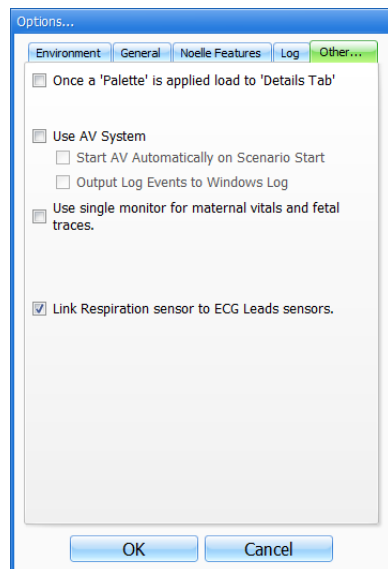 Options...
Environment General Noelle Features Log Other...
Once a 'Palette' is applied load to 'Details Tab'
Use AV System
Start AV Automatically on Scenario Start
Output Log Events to Windows Log
Use single monitor for maternal vitals and fetal
traces.
Link Respiration sensor to ECG Leads sensors.
OK Cancel